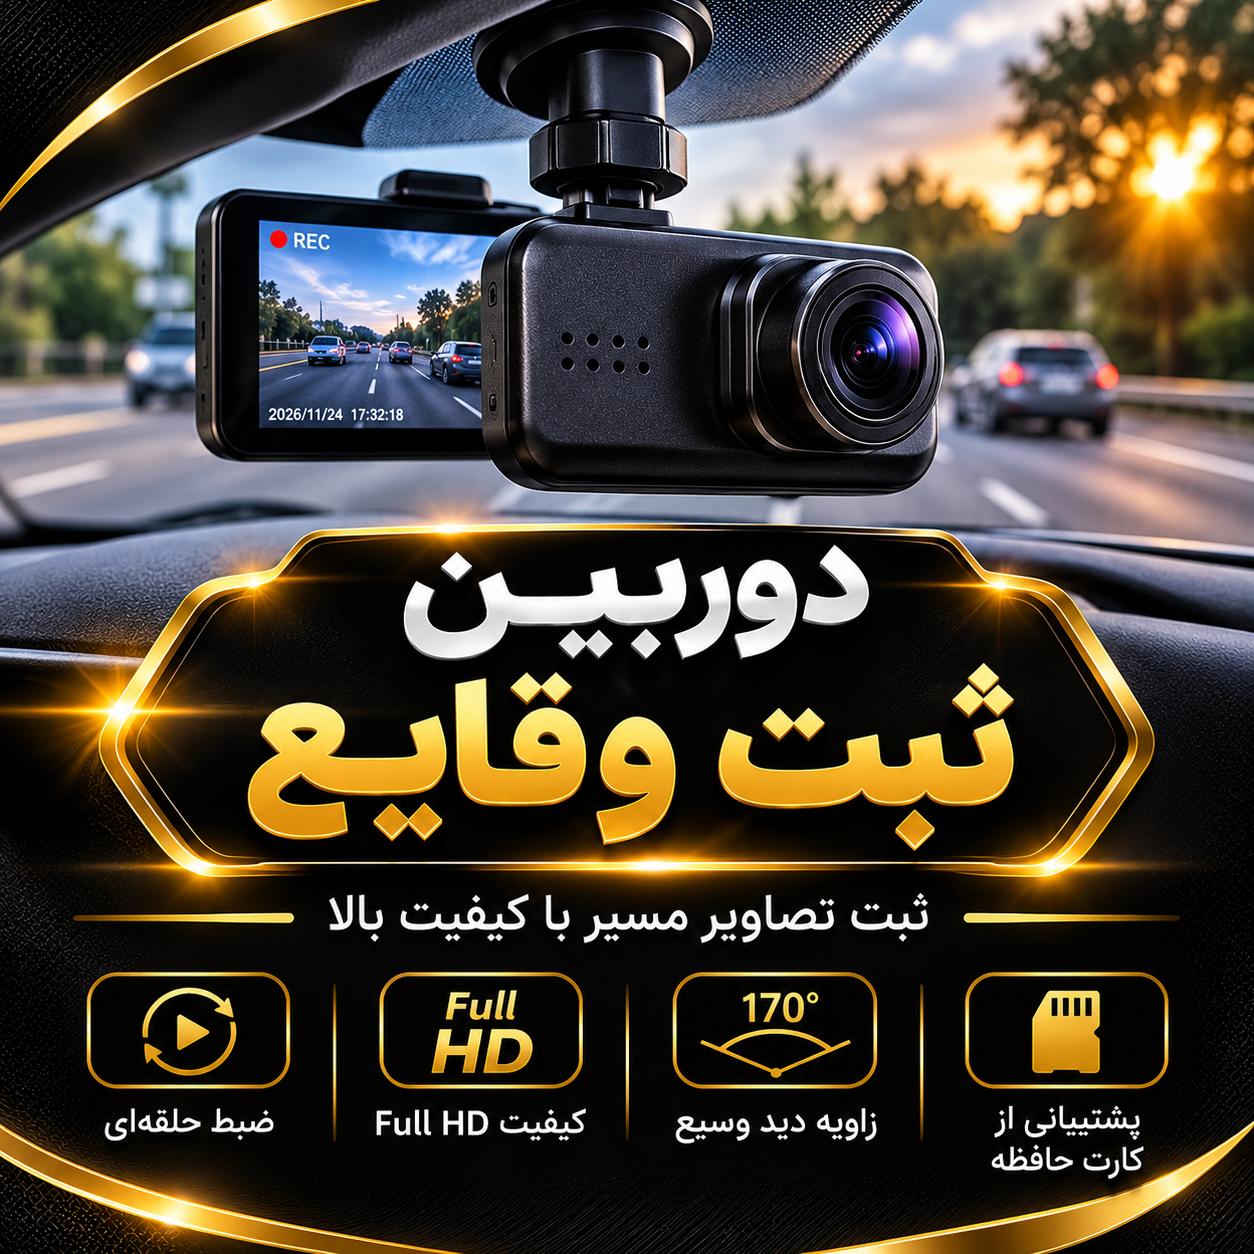 REC
2026/11/24 17:32:18
دوربین
ثبت وقایع
ثبت تصاویر مسیر با کیفیت بالا
170°
Full
HD
پشتیبانی از
کارت حافظه
زاویه دید وسیع
کیفیت Full HD
ضبط حلقه‌ای